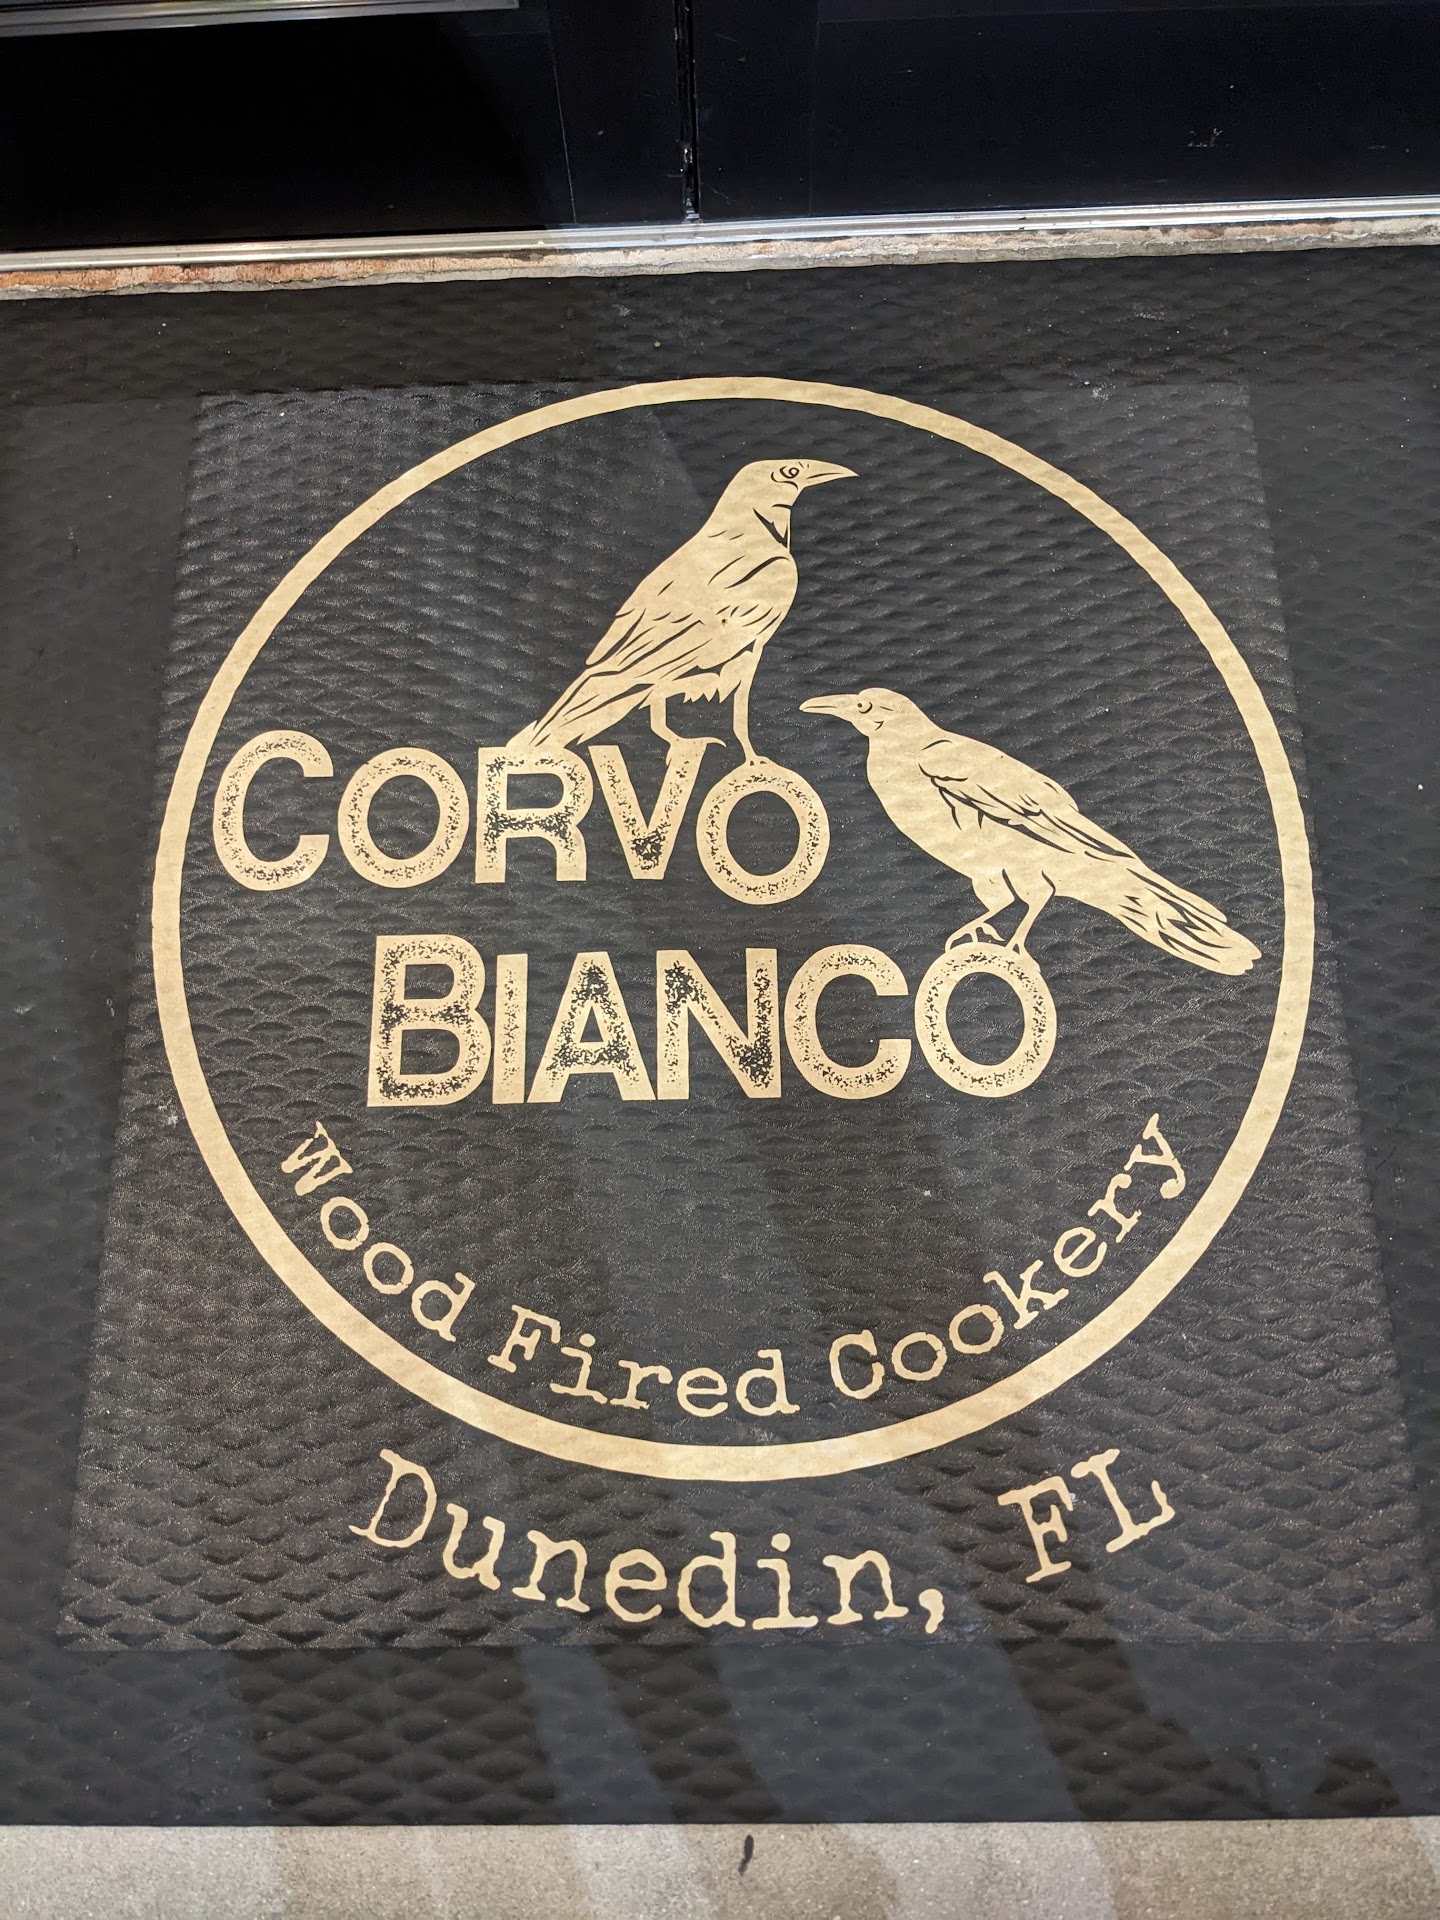 CORVO
BIANCO
Wood Fired Cookery
Dunedin, FL